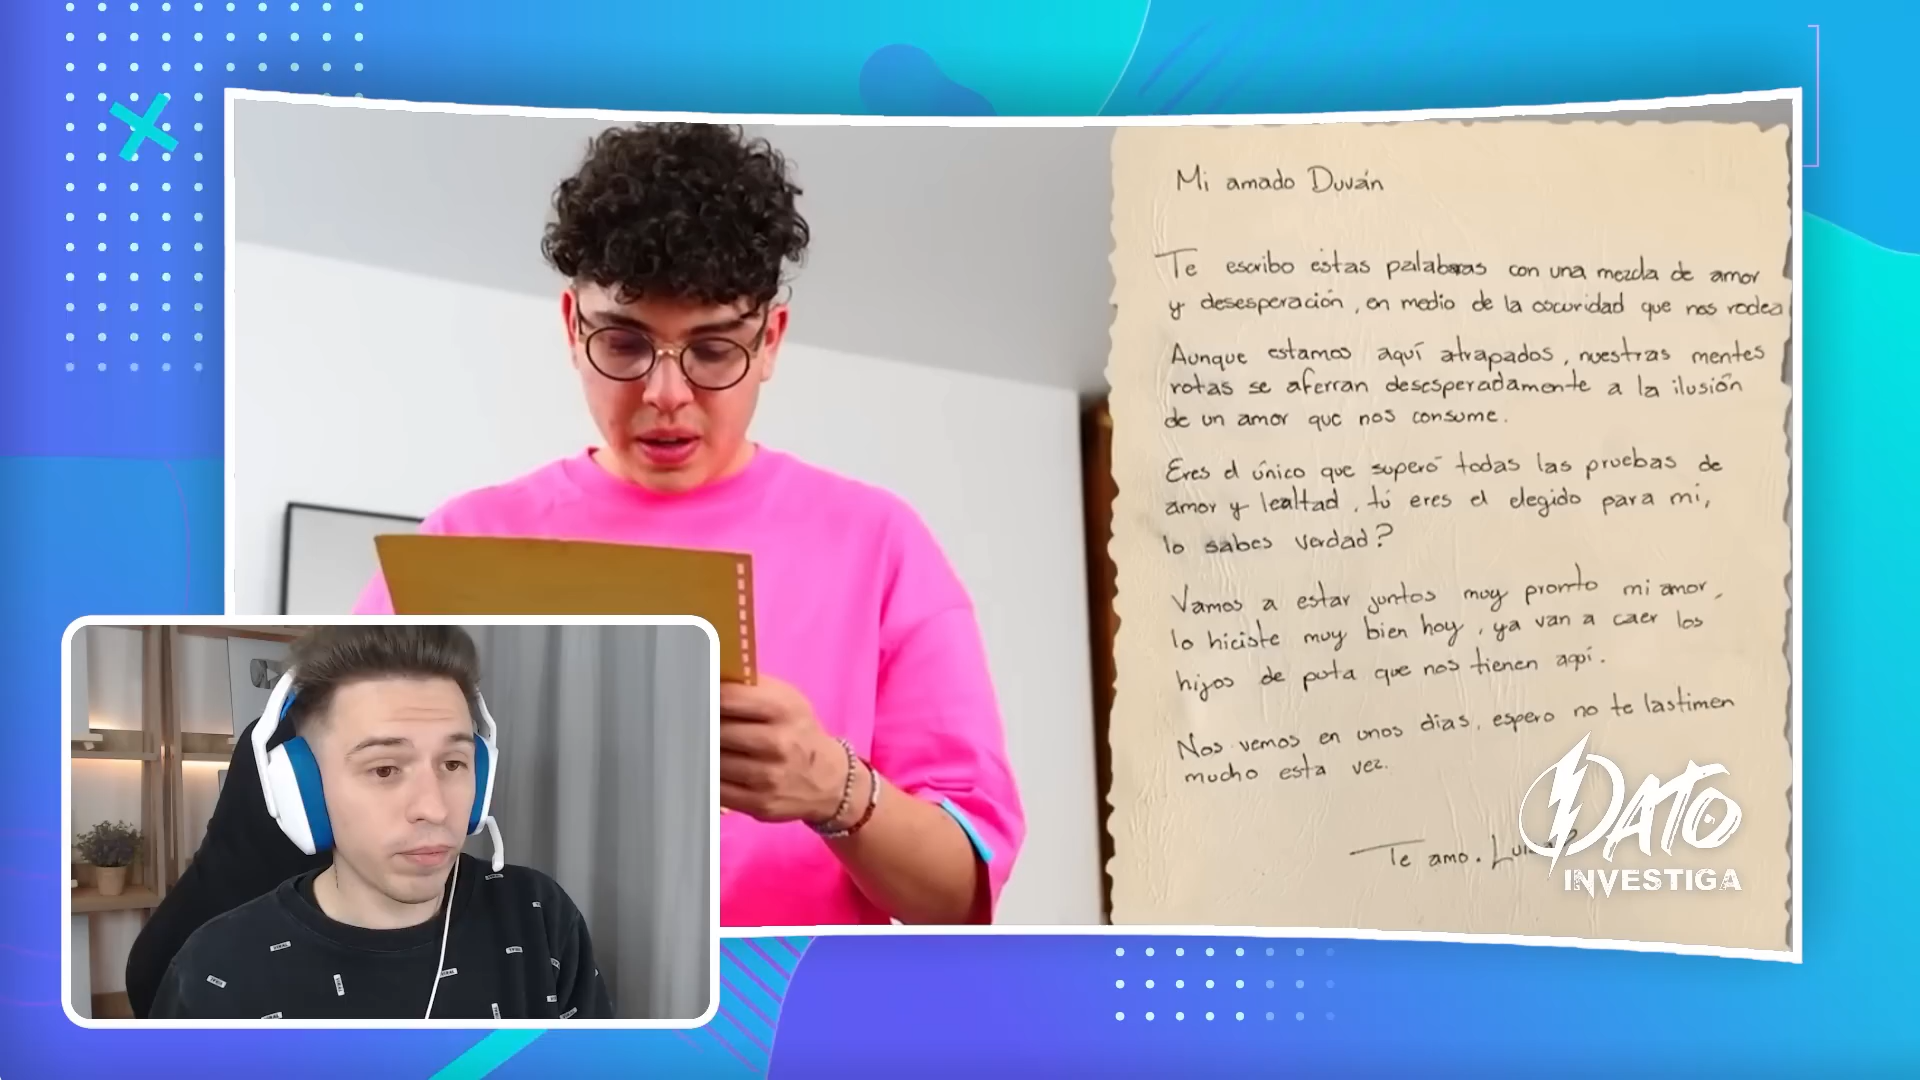 Mi amado Duván
Te escribo estas palabras con una mezcla de amor
y desesperación, en medio de la oscuridad que nos rodea
Aunque estamos aquí atrapados, nuestras mentes
rotas se aferran desesperadamente a la ilusión
de un amor que nos consume.
Eres el único que superó todas las pruebas de
amor y lealtad, tú eres el elegido para mi,
lo sabes verdad?
Vamos a estar juntos muy pronto mi amor,
lo hiciste muy bien hoy, ya van a caer los
hijos de puta que nos tienen aquí.
Nos vemos en unos días, espero no te lastimen
mucho esta vez.
Te amo.
DATO
INVESTIGA